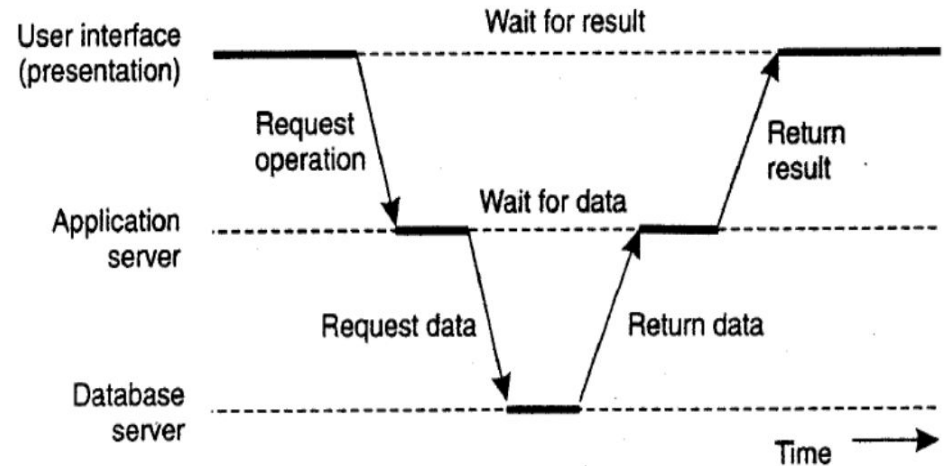 User interface
(presentation)
Wait for result
Request
operation
Return
result
Application
server
Wait for data
Request data
Return data
Database
server
Time